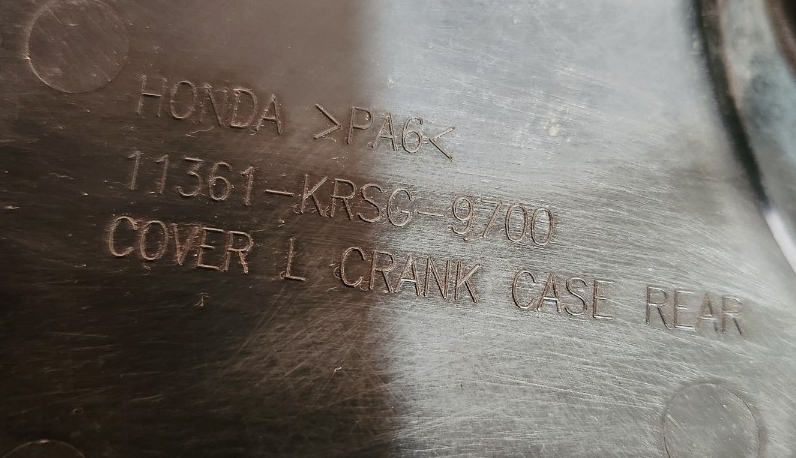 HONDA >PA6<
11361-KRSG-9700
COVER L CRANK CASE REAR